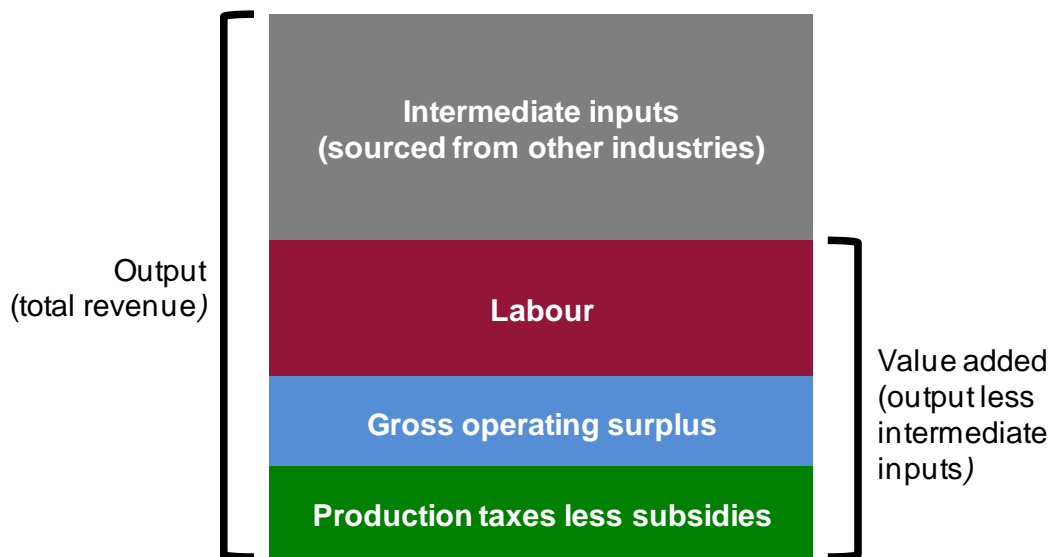 Intermediate inputs
(sourced from other industries)
Output
(total revenue)
Labour
Value added
(output less
intermediate
inputs)
Gross operating surplus
Production taxes less subsidies